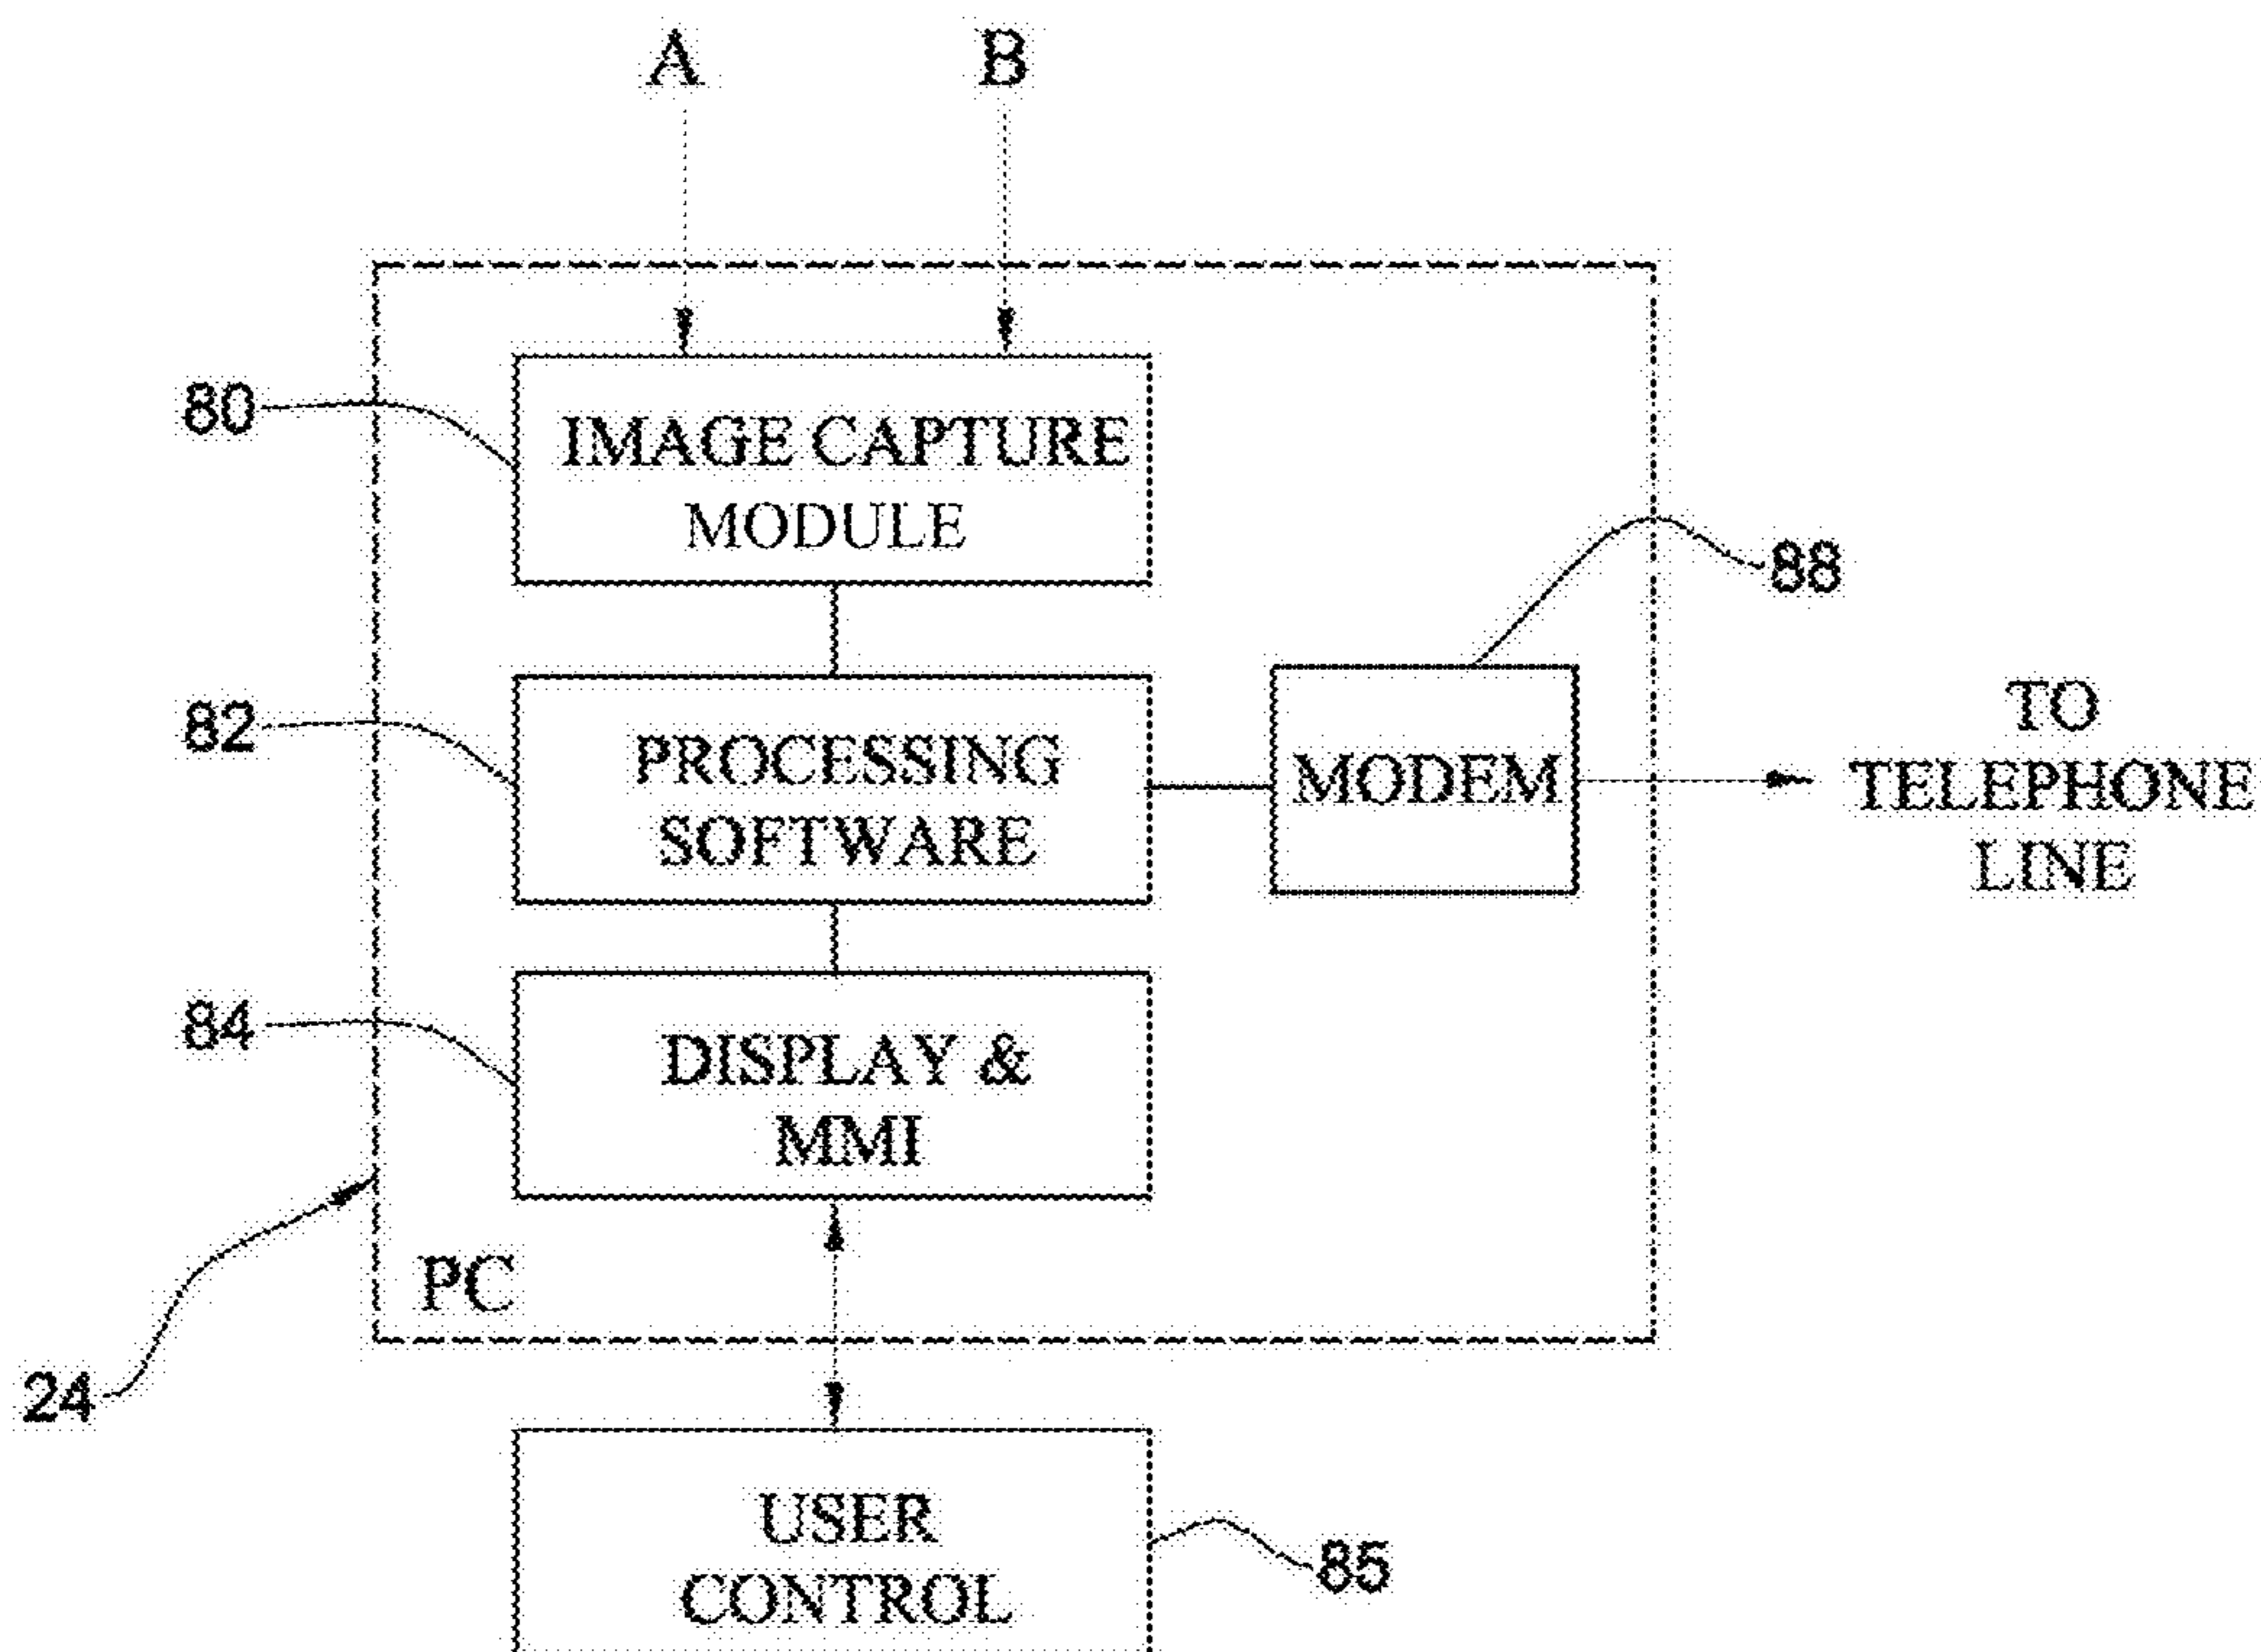 A
B
80
IMAGE CAPTURE
MODULE
88
82
PROCESSING
SOFTWARE
MODEM
TO
TELEPHONE
LINE
84
DISPLAY &
MMI
PC
24
USER
CONTROL
85